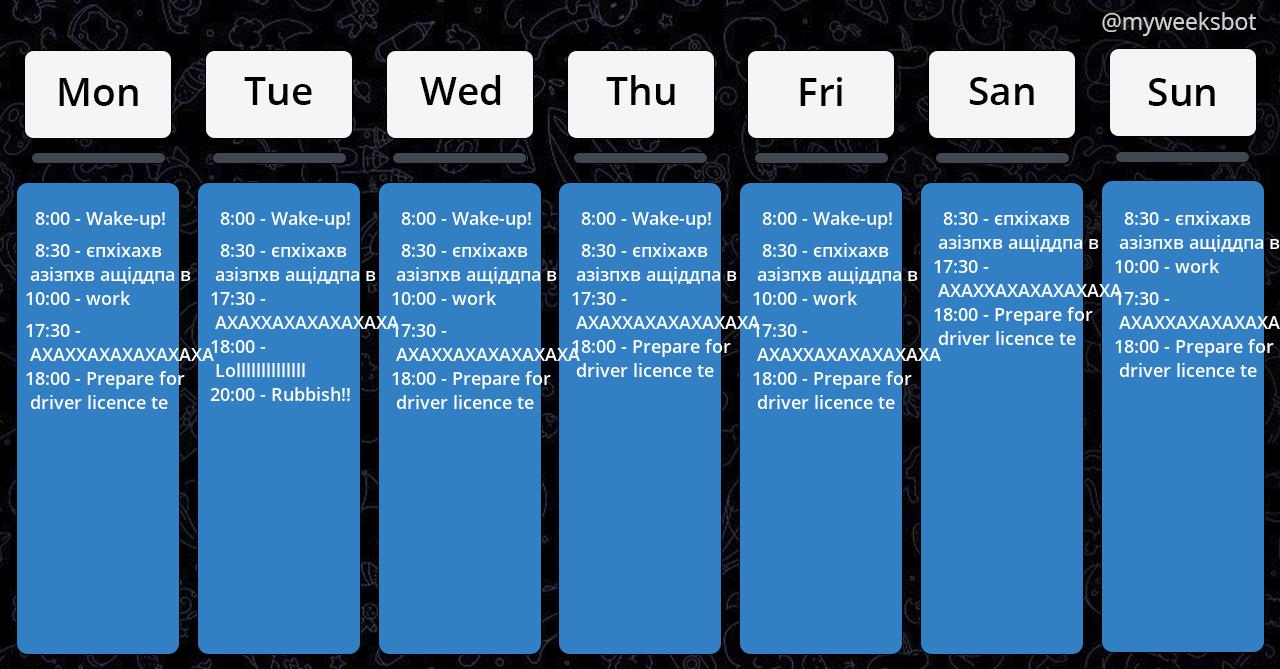 @myweeksbot
Mon
Tue
Wed
Thu
Fri
San
Sun
8:00 - Wake-up!
8:30 - єпхіхахв
азізпхв ащіддпа в
10:00 - work
17:30 -
АХАХХАХАХАХАХАХА
18:00 - Prepare for
driver licence te
8:00 - Wake-up!
8:30 - єпхіхахв
азізпхв ащіддпа в
17:30 -
АХАХХАХАХАХАХАХА
18:00 -
Lollllllllllllll
20:00 - Rubbish!!
8:00 - Wake-up!
8:30 - єпхіхахв
азізпхв ащіддпа в
10:00 - work
17:30 -
АХАХХАХАХАХАХАХА
18:00 - Prepare for
driver licence te
8:00 - Wake-up!
8:30 - єпхіхахв
азізпхв ащіддпа в
17:30 -
АХАХХАХАХАХАХАХА
18:00 - Prepare for
driver licence te
8:00 - Wake-up!
8:30 - єпхіхахв
азізпхв ащіддпа в
10:00 - work
17:30 -
АХАХХАХАХАХАХАХА
18:00 - Prepare for
driver licence te
8:30 - єпхіхахв
азізпхв ащіддпа в
17:30 -
АХАХХАХАХАХАХАХА
18:00 - Prepare for
driver licence te
8:30 - єпхіхахв
азізпхв ащіддпа в
10:00 - work
17:30 -
АХАХХАХАХАХАХА
18:00 - Prepare for
driver licence te